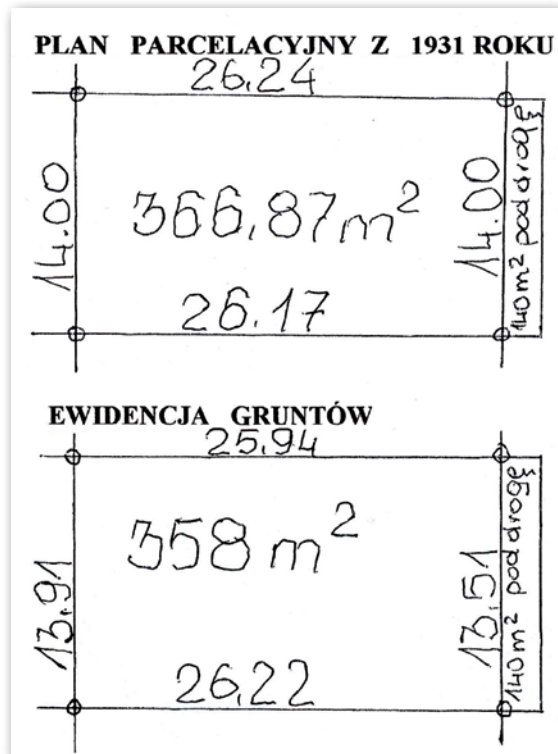 PLAN PARCELACYJNY Z 1931 ROKU
26,24
14.00
366,87m²
14.00
140m² pod drogę
26.17
EWIDENCJA GRUNTÓW
25,94
13.91
358 m²
13.51
140m² pod drogę
26,22